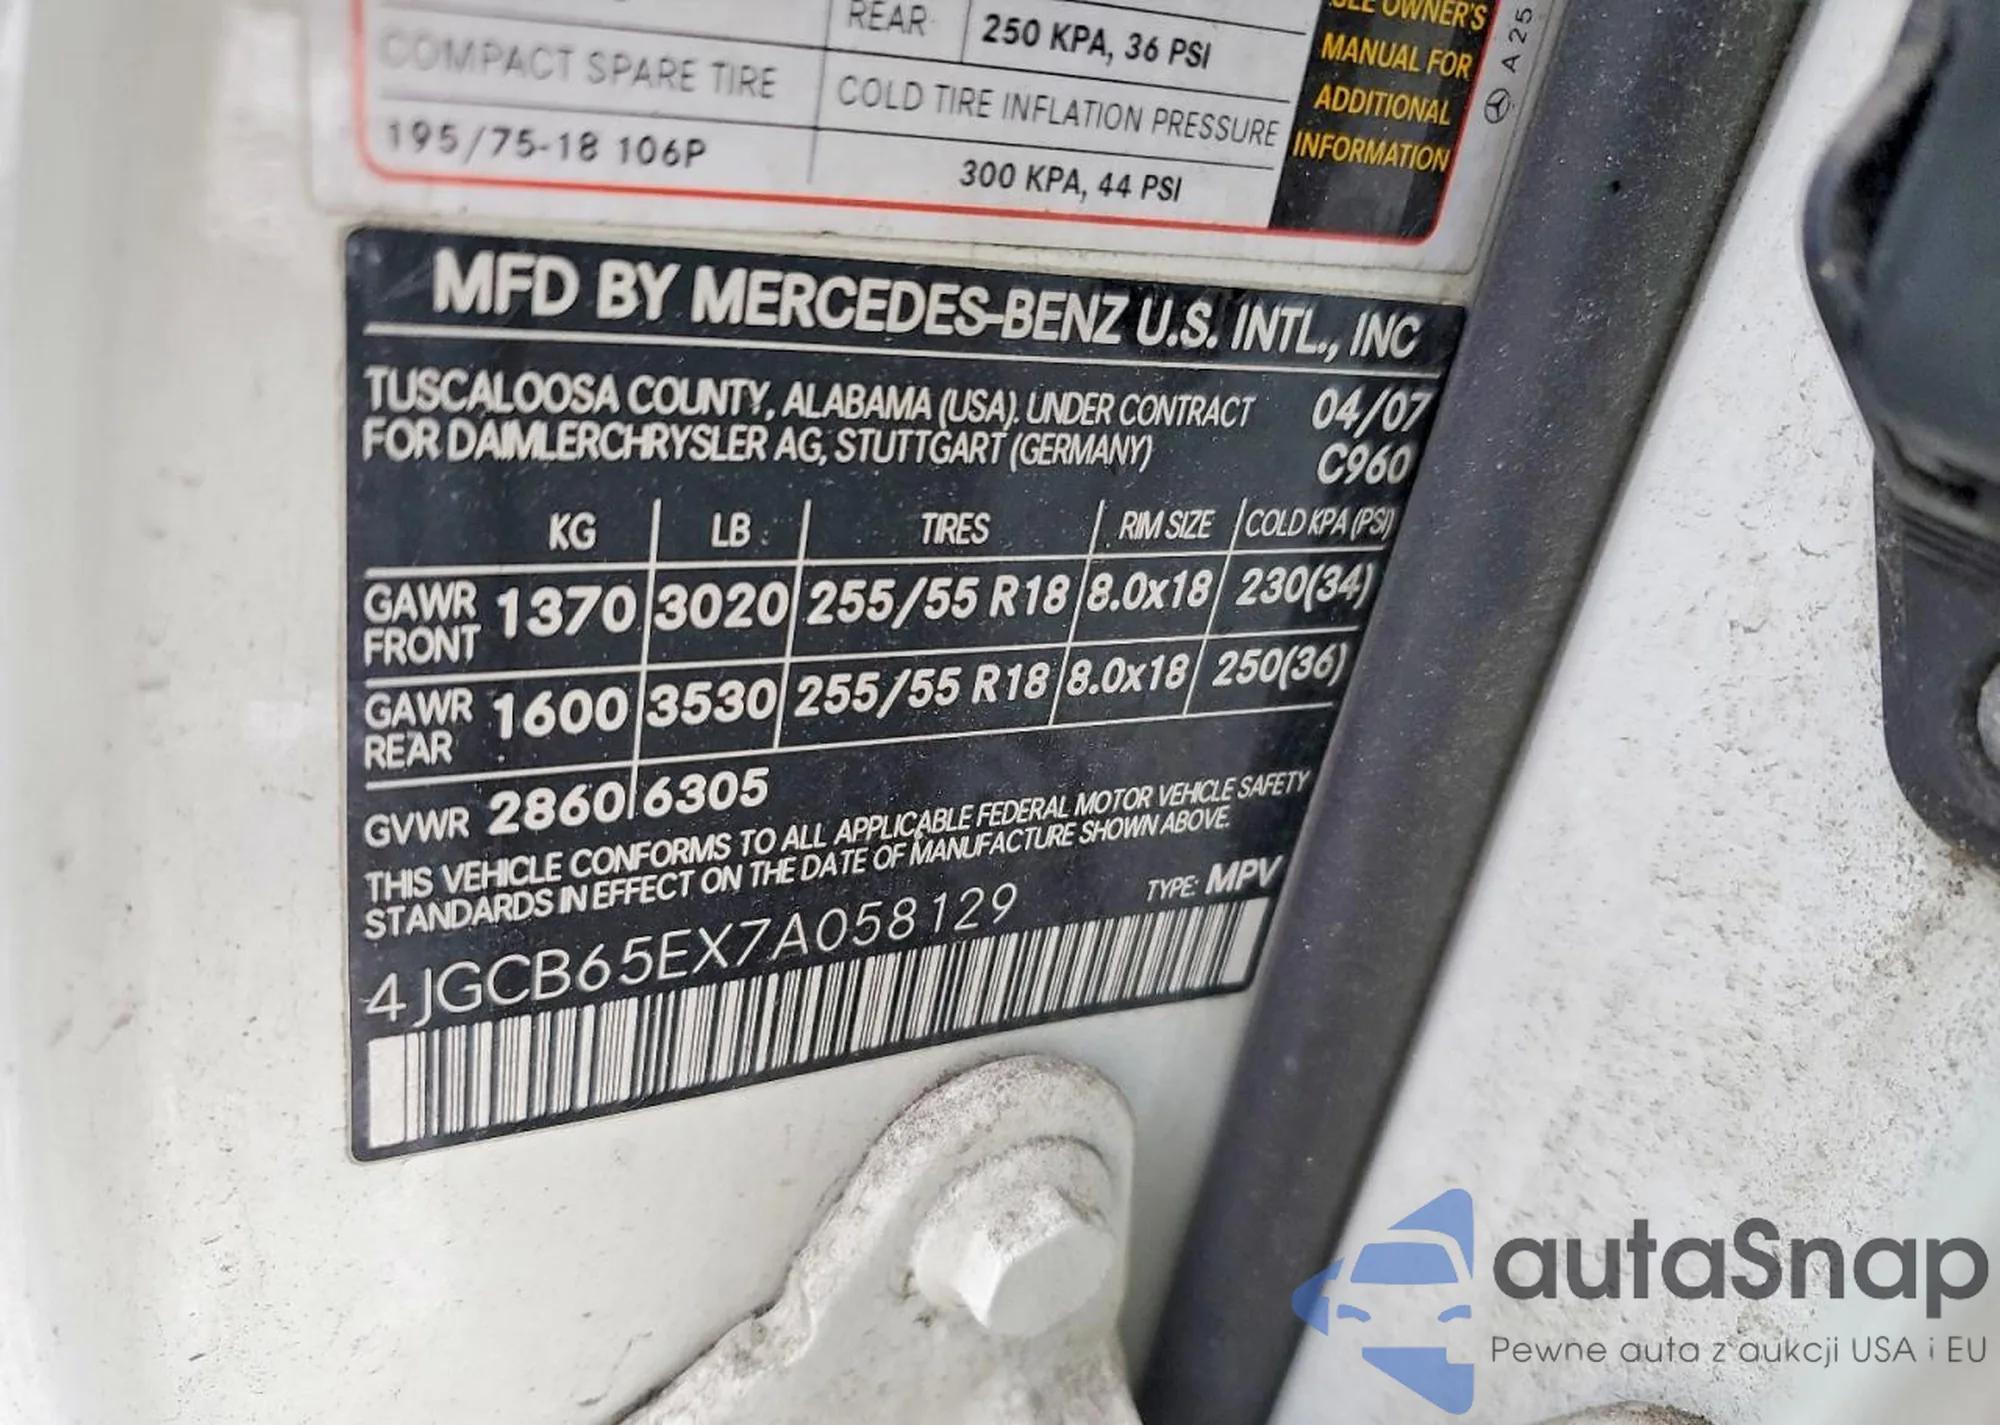 REAR 250 KPA, 36 PSI
COMPACT SPARE TIRE
COLD TIRE INFLATION PRESSURE
195/75-18 106P
300 KPA, 44 PSI
SEE OWNER'S
MANUAL FOR
ADDITIONAL
INFORMATION
A 25
MFD BY MERCEDES-BENZ U.S. INTL., INC
TUSCALOOSA COUNTY, ALABAMA (USA). UNDER CONTRACT 04/07
FOR DAIMLERCHRYSLER AG, STUTTGART (GERMANY) C960
KG LB TIRES RIM SIZE COLD KPA (PSI)
GAWR FRONT 1370 3020 255/55 R18 8.0x18 230(34)
GAWR REAR 1600 3530 255/55 R18 8.0x18 250(36)
GVWR 2860 6305
THIS VEHICLE CONFORMS TO ALL APPLICABLE FEDERAL MOTOR VEHICLE SAFETY
STANDARDS IN EFFECT ON THE DATE OF MANUFACTURE SHOWN ABOVE.
4JGCB65EX7A058129 TYPE: MPV
autaSnap
Pewne auta z aukcji USA i EU